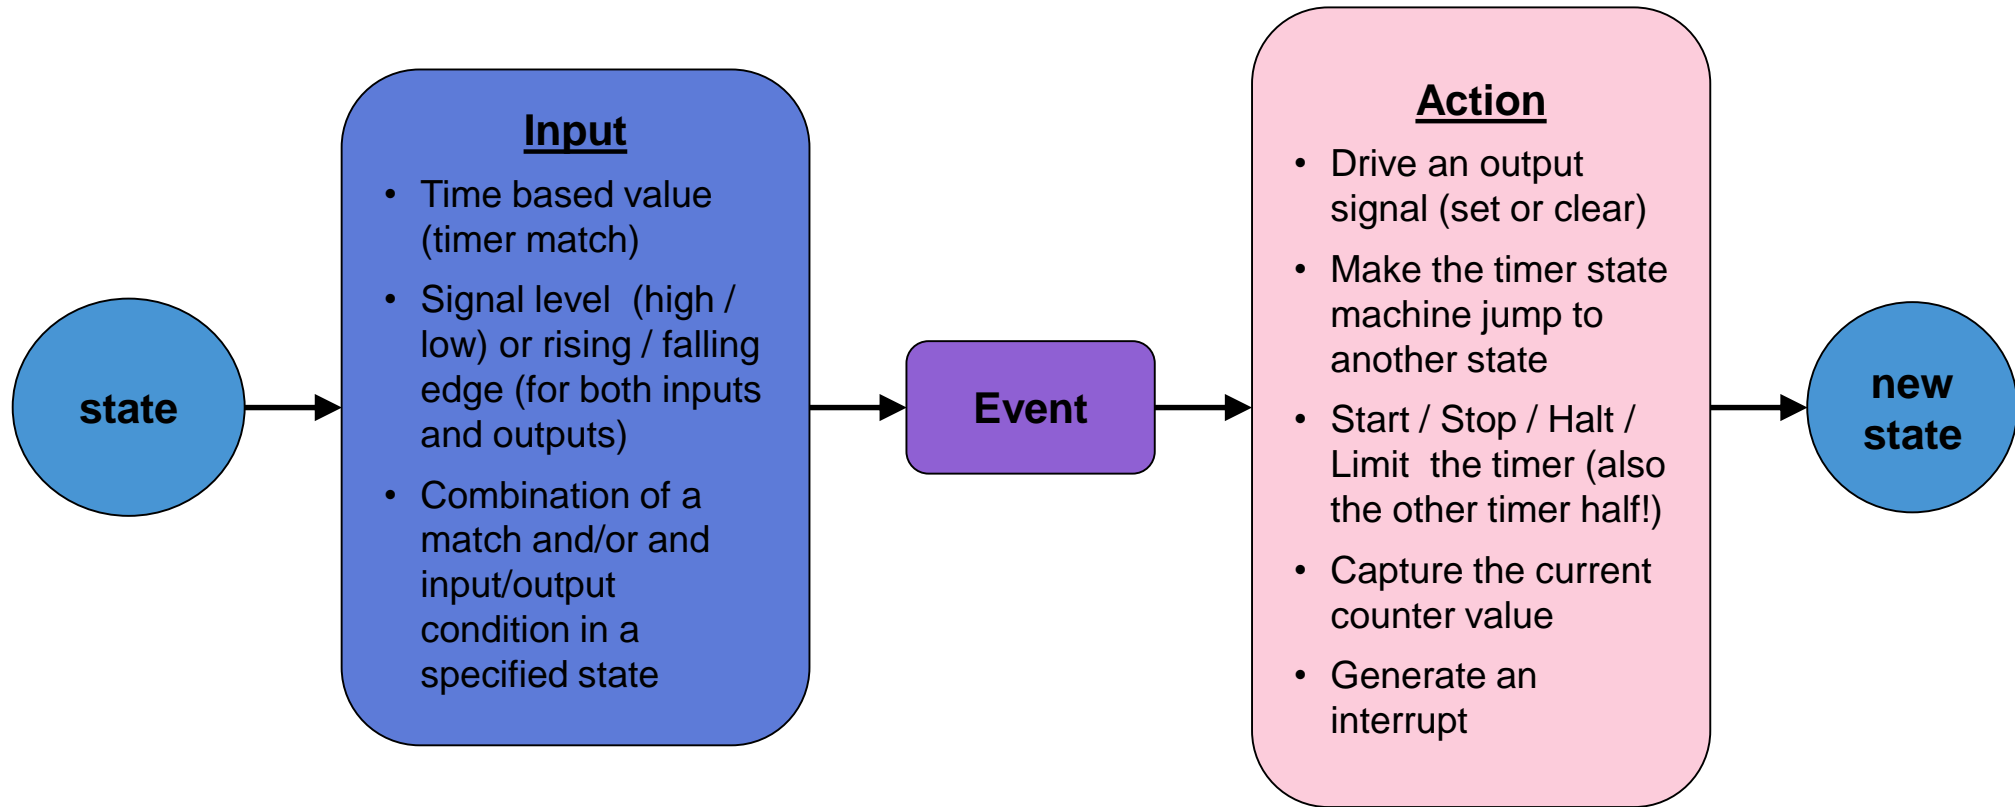 state
Input
• Time based value
(timer match)
• Signal level (high /
low) or rising / falling
edge (for both inputs
and outputs)
• Combination of a
match and/or and
input/output
condition in a
specified state
Event
Action
• Drive an output
signal (set or clear)
• Make the timer state
machine jump to
another state
• Start / Stop / Halt /
Limit the timer (also
the other timer half!)
• Capture the current
counter value
• Generate an
interrupt
new
state